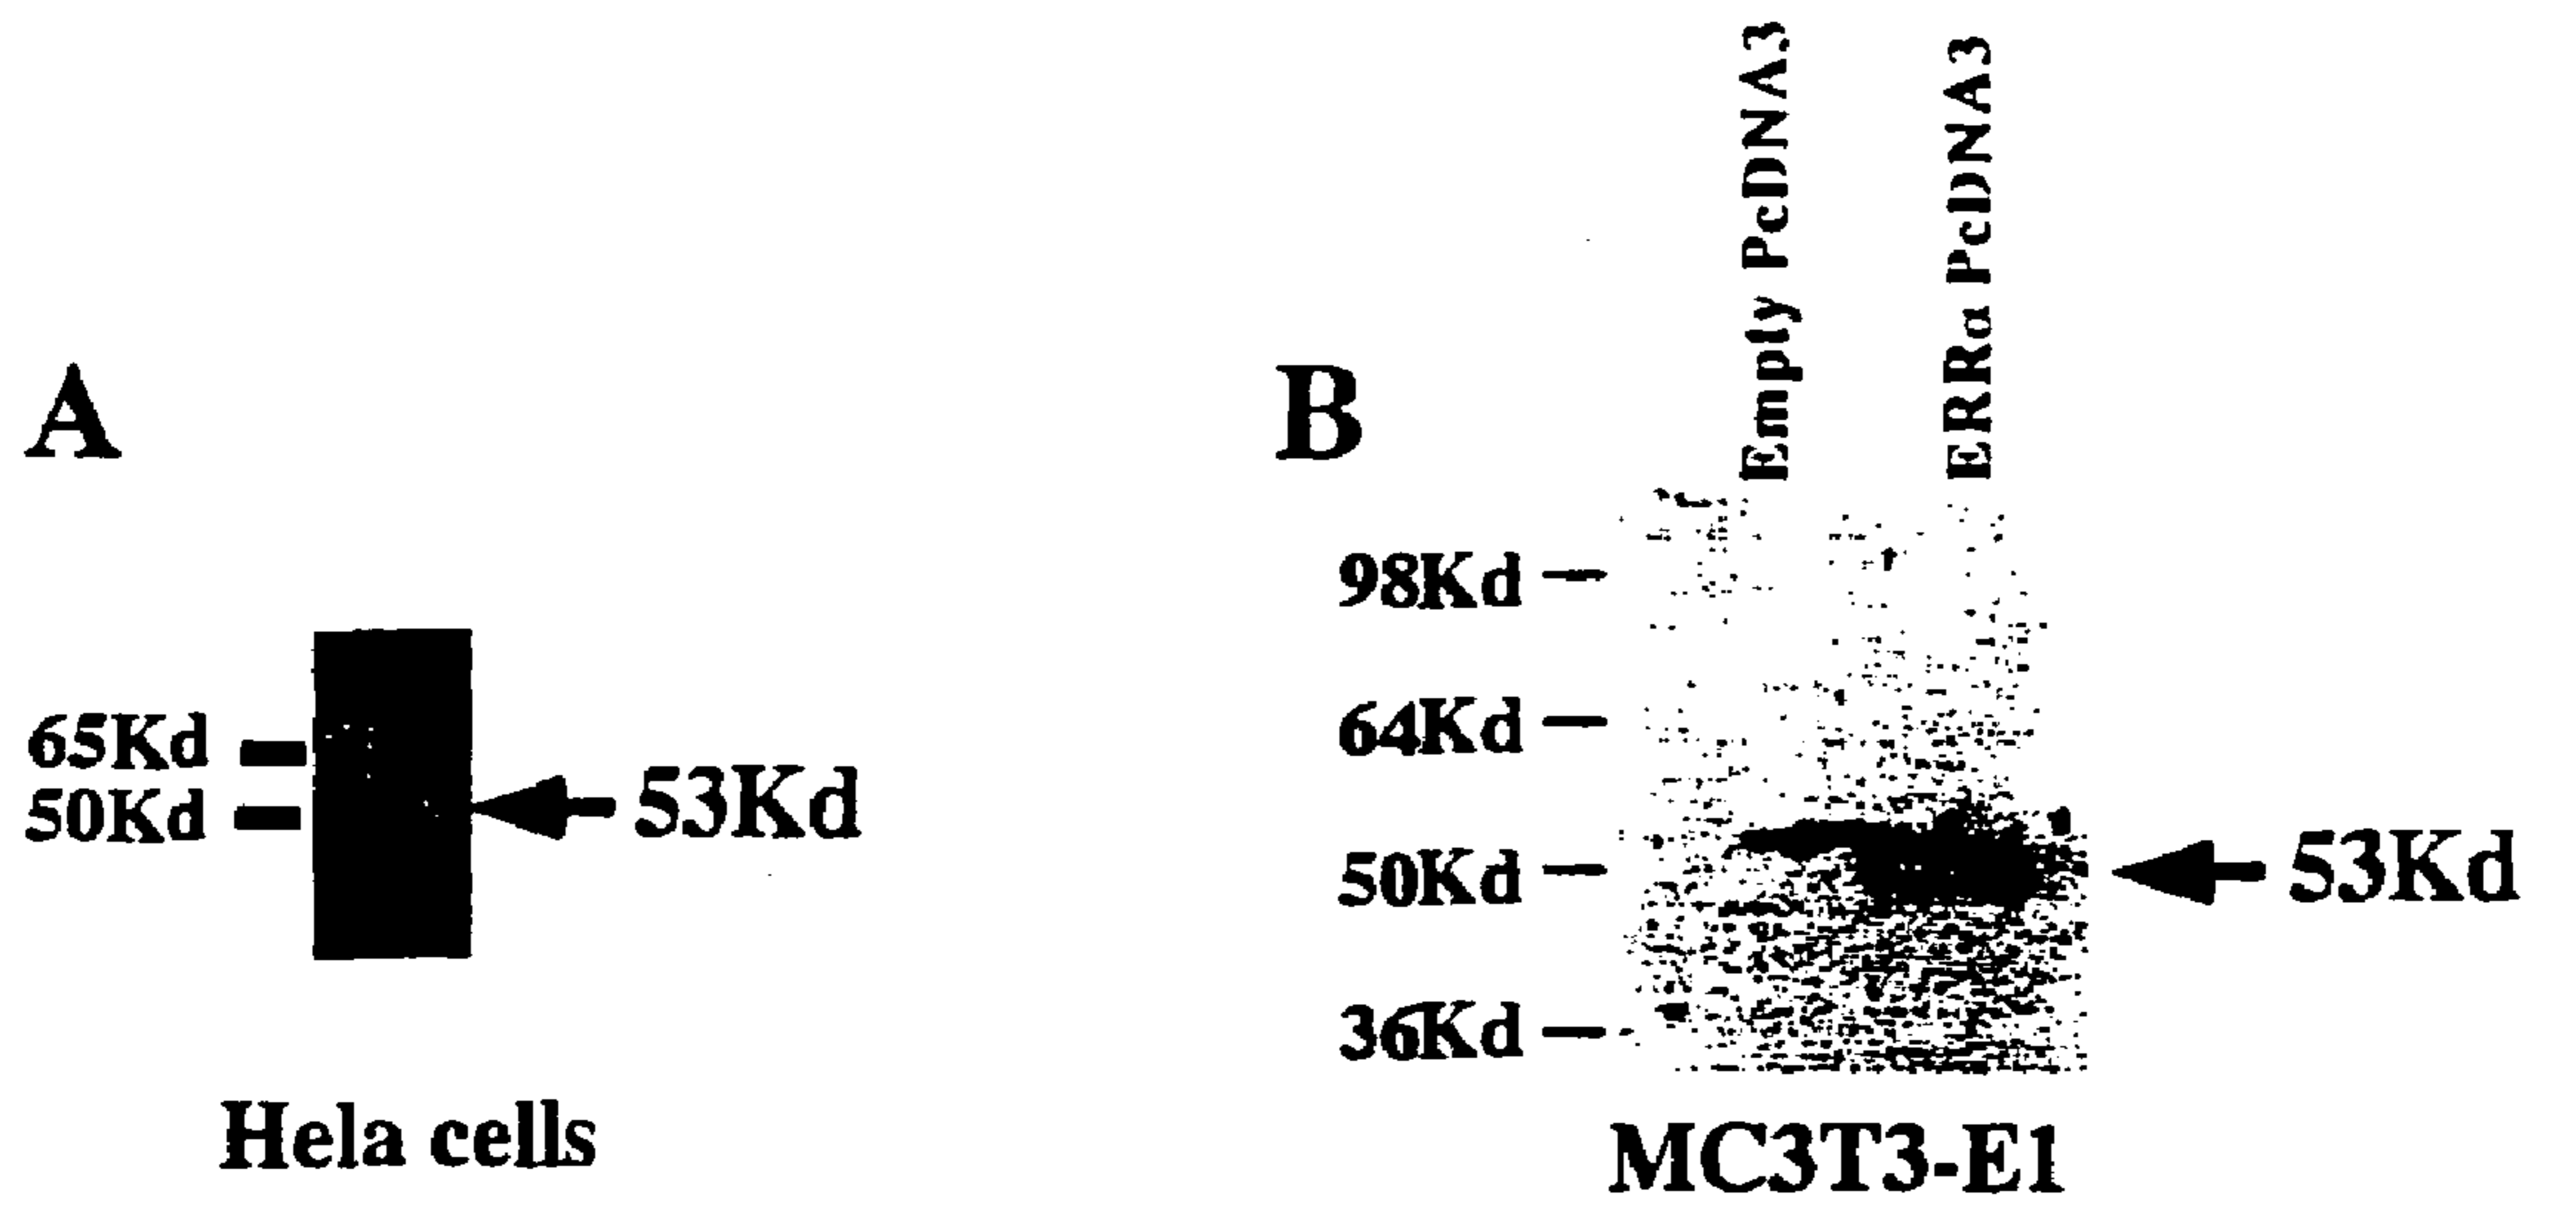 A
65Kd
50Kd
53Kd
Hela cells
B
Empty PcDNA3
ERRα PcDNA3
98Kd
64Kd
50Kd
36Kd
53Kd
MC3T3-E1